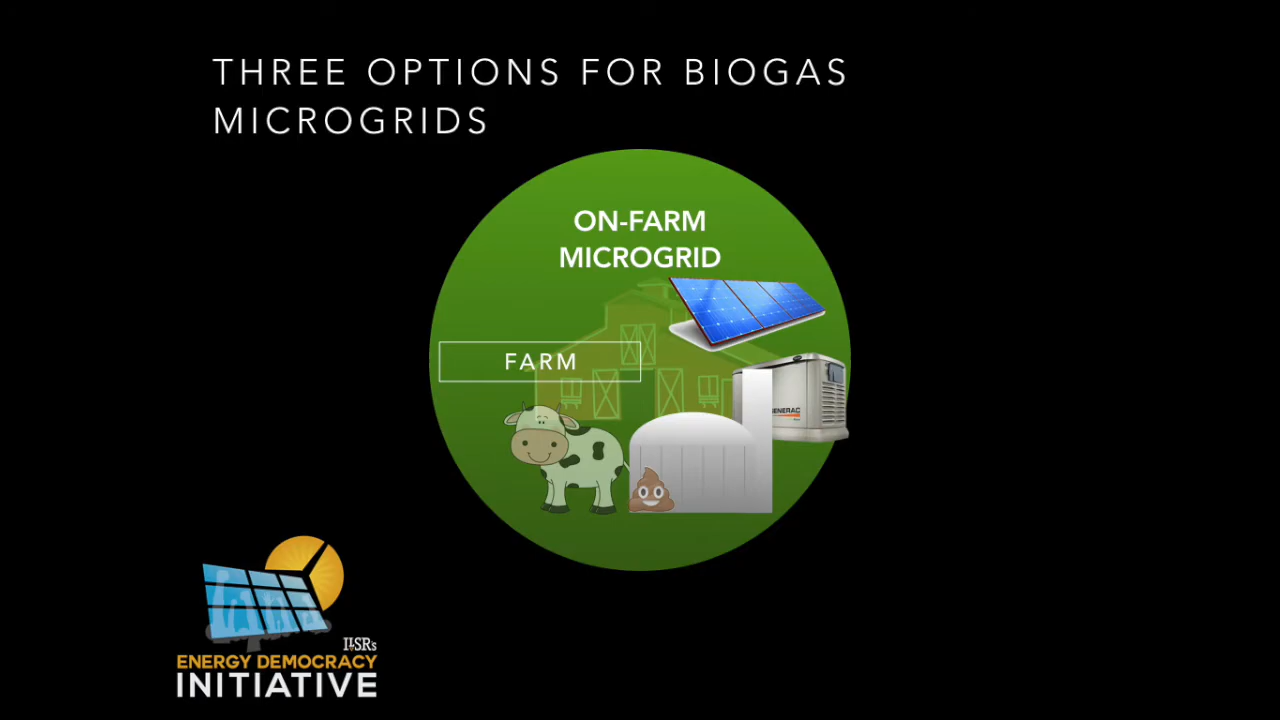 THREE OPTIONS FOR BIOGAS
MICROGRIDS
ON-FARM
MICROGRID
FARM
GENERAC
ILSR's
ENERGY DEMOCRACY
INITIATIVE